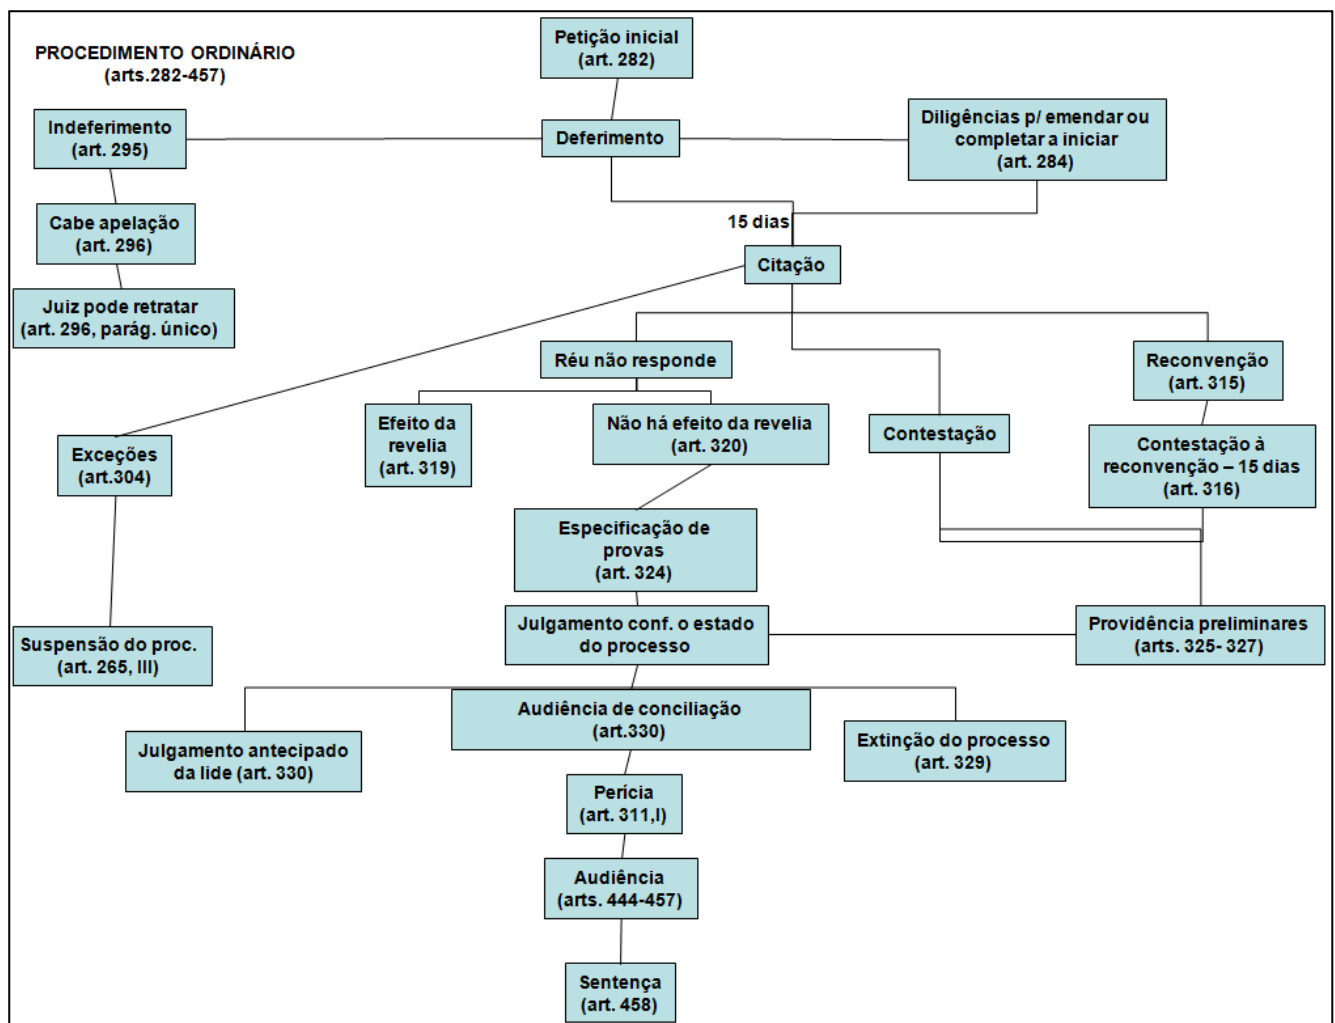 PROCEDIMENTO ORDINÁRIO
(arts.282-457)
Petição inicial
(art. 282)
Indeferimento
(art. 295)
Deferimento
Diligências p/ emendar ou
completar a iniciar
(art. 284)
Cabe apelação
(art. 296)
15 dias
Citação
Juiz pode retratar
(art. 296, parág. único)
Réu não responde
Reconvenção
(art. 315)
Efeito da
revelia
(art. 319)
Não há efeito da revelia
(art. 320)
Contestação
Exceções
(art.304)
Contestação à
reconvenção – 15 dias
(art. 316)
Especificação de
provas
(art. 324)
Suspensão do proc.
(art. 265, III)
Julgamento conf. o estado
do processo
Providência preliminares
(arts. 325- 327)
Julgamento antecipado
da lide (art. 330)
Audiência de conciliação
(art.330)
Extinção do processo
(art. 329)
Perícia
(art. 311,I)
Audiência
(arts. 444-457)
Sentença
(art. 458)